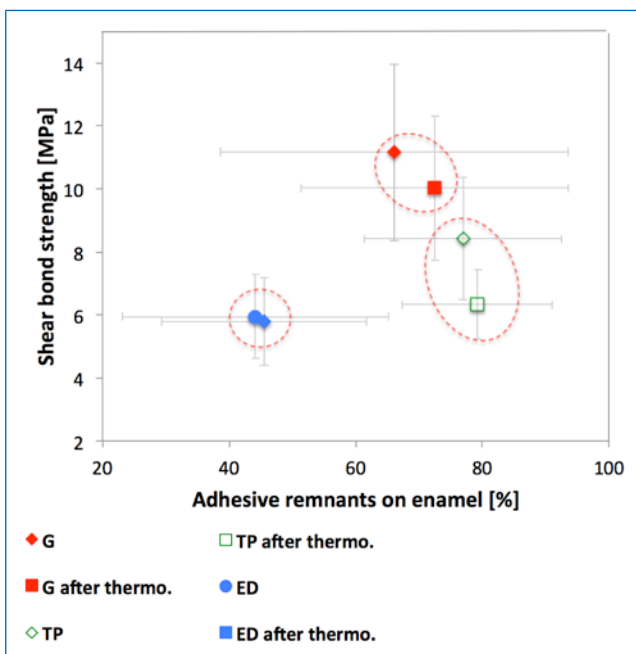 14
12
10
8
6
4
2
Shear bond strength [MPa]
20 40 60 80 100
Adhesive remnants on enamel [%]
G
TP after thermo.
G after thermo.
ED
TP
ED after thermo.